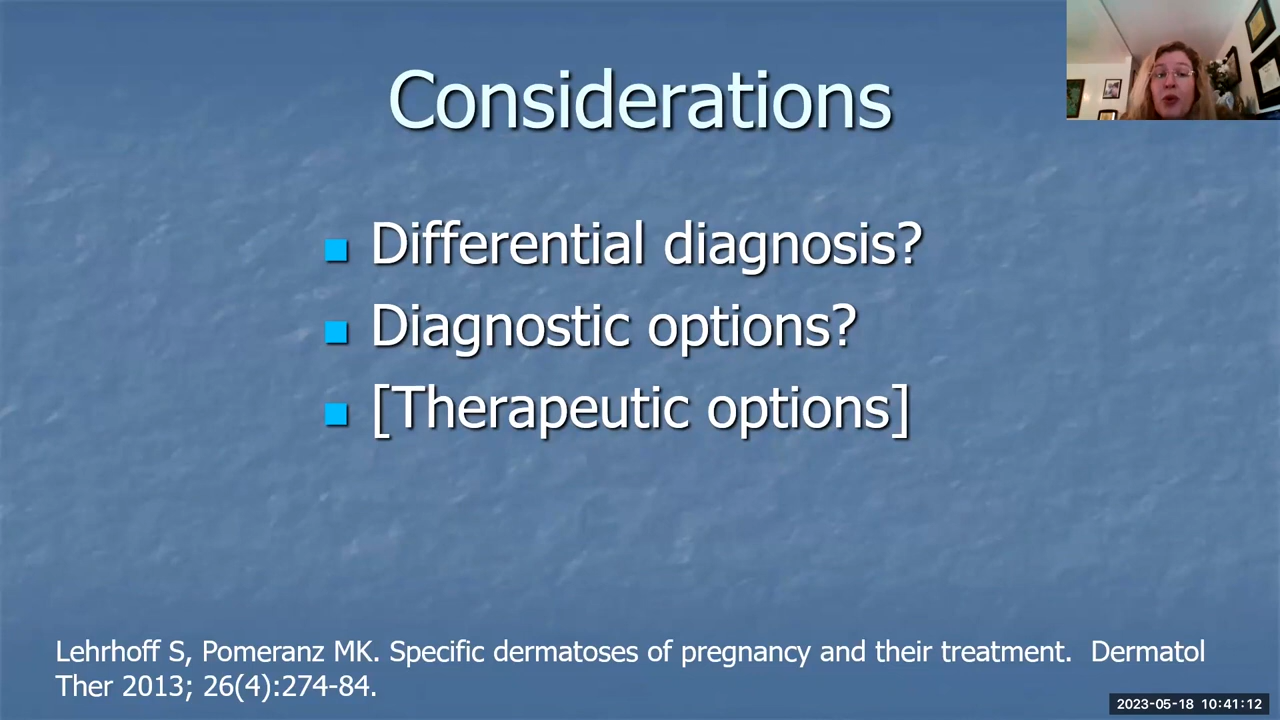 Considerations
Differential diagnosis?
Diagnostic options?
[Therapeutic options]
Lehrhoff S, Pomeranz MK. Specific dermatoses of pregnancy and their treatment.  Dermatol
Ther 2013; 26(4):274-84.
2023-05-18 10:41:12